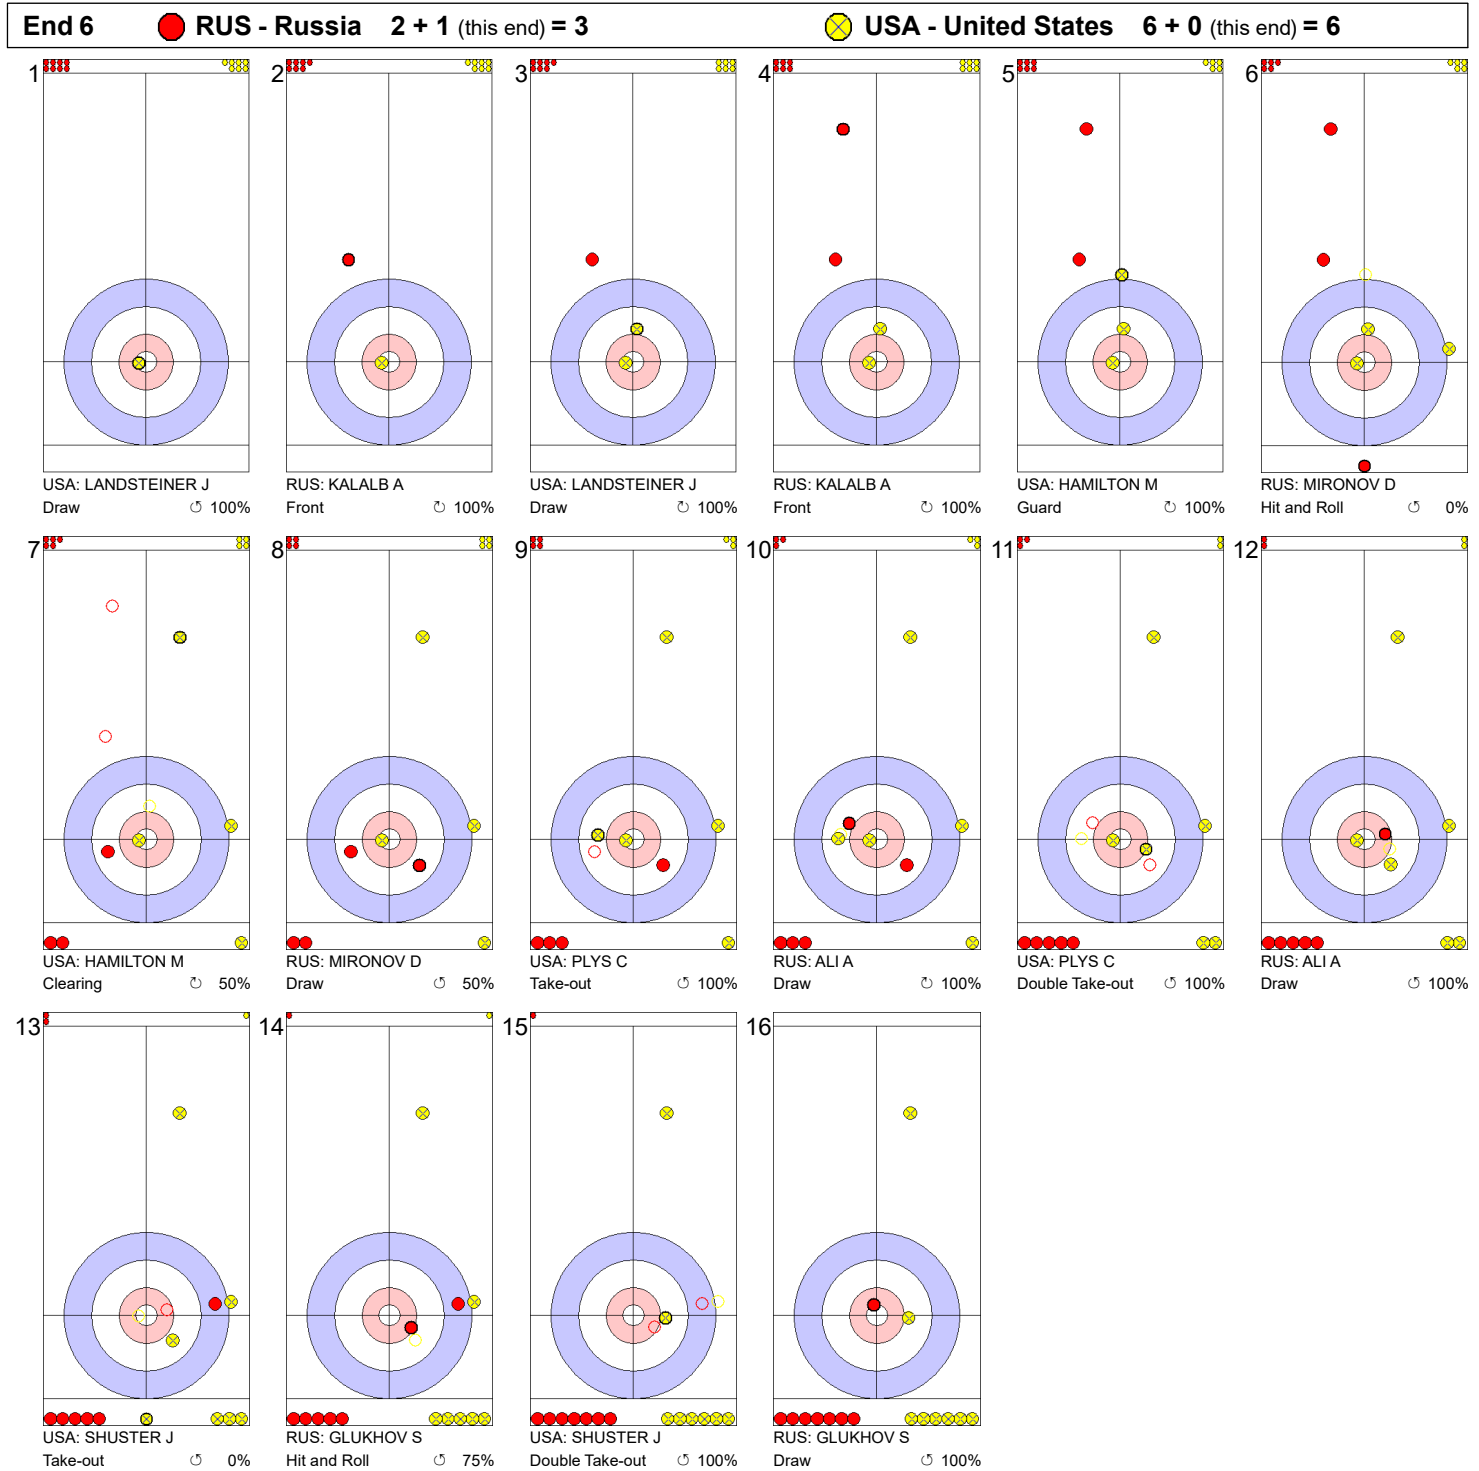 End 6 RUS - Russia 2 + 1 (this end) = 3 USA - United States 6 + 0 (this end) = 6
1 2 3 4 5 6
USA: LANDSTEINER J RUS: KALALB A USA: LANDSTEINER J RUS: KALALB A USA: HAMILTON M RUS: MIRONOV D
Draw ↺ 100% Front ↻ 100% Draw ↺ 100% Front ↻ 100% Guard ↺ 100% Hit and Roll ↺ 0%
7 8 9 10 11 12
USA: HAMILTON M RUS: MIRONOV D USA: PLYS C RUS: ALI A USA: PLYS C RUS: ALI A
Clearing ↻ 50% Draw ↺ 50% Take-out ↺ 100% Draw ↻ 100% Double Take-out ↺ 100% Draw ↺ 100%
13 14 15 16
USA: SHUSTER J RUS: GLUKHOV S USA: SHUSTER J RUS: GLUKHOV S
Take-out ↺ 0% Hit and Roll ↺ 75% Double Take-out ↺ 100% Draw ↺ 100%